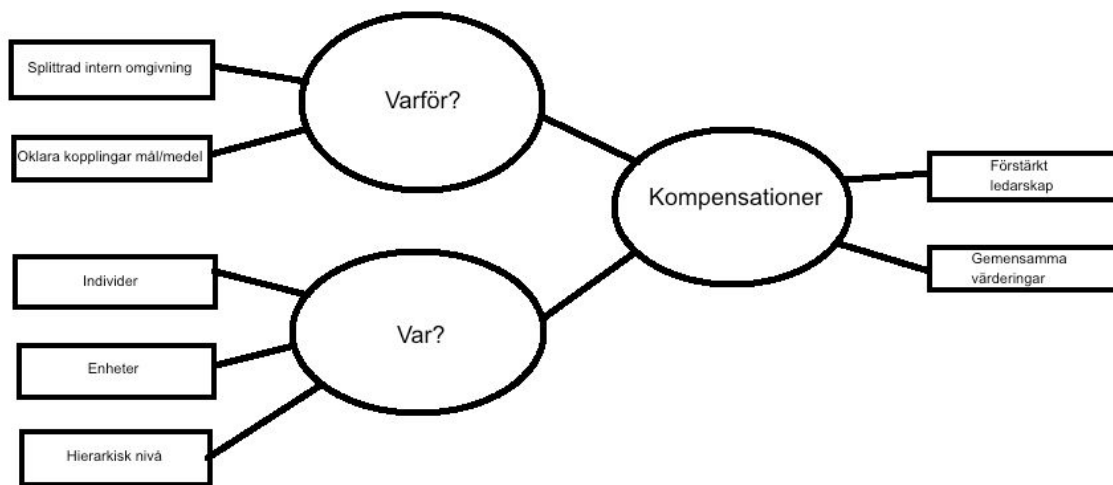 Splittrad intern omgivning
Oklara kopplingar mål/medel
Varför?
Individer
Enheter
Hierarkisk nivå
Var?
Kompensationer
Förstärkt
ledarskap
Gemensamma
värderingar